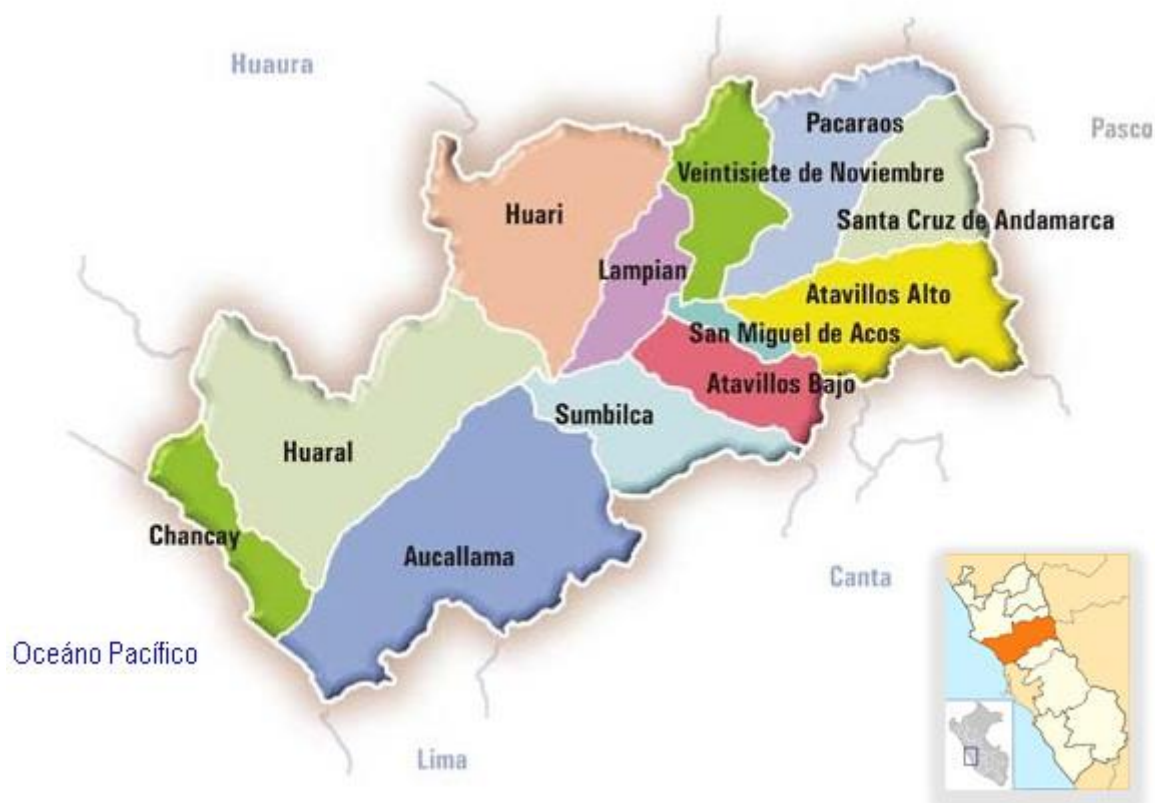 Huaura
Pacaraos
Pasco
Veintisiete de Noviembre
Huari
Santa Cruz de Andamarca
Lampian
Atavillos Alto
San Miguel de Acos
Atavillos Bajo
Sumbilca
Huaral
Chancay
Aucallama
Canta
Oceáno Pacífico
Lima